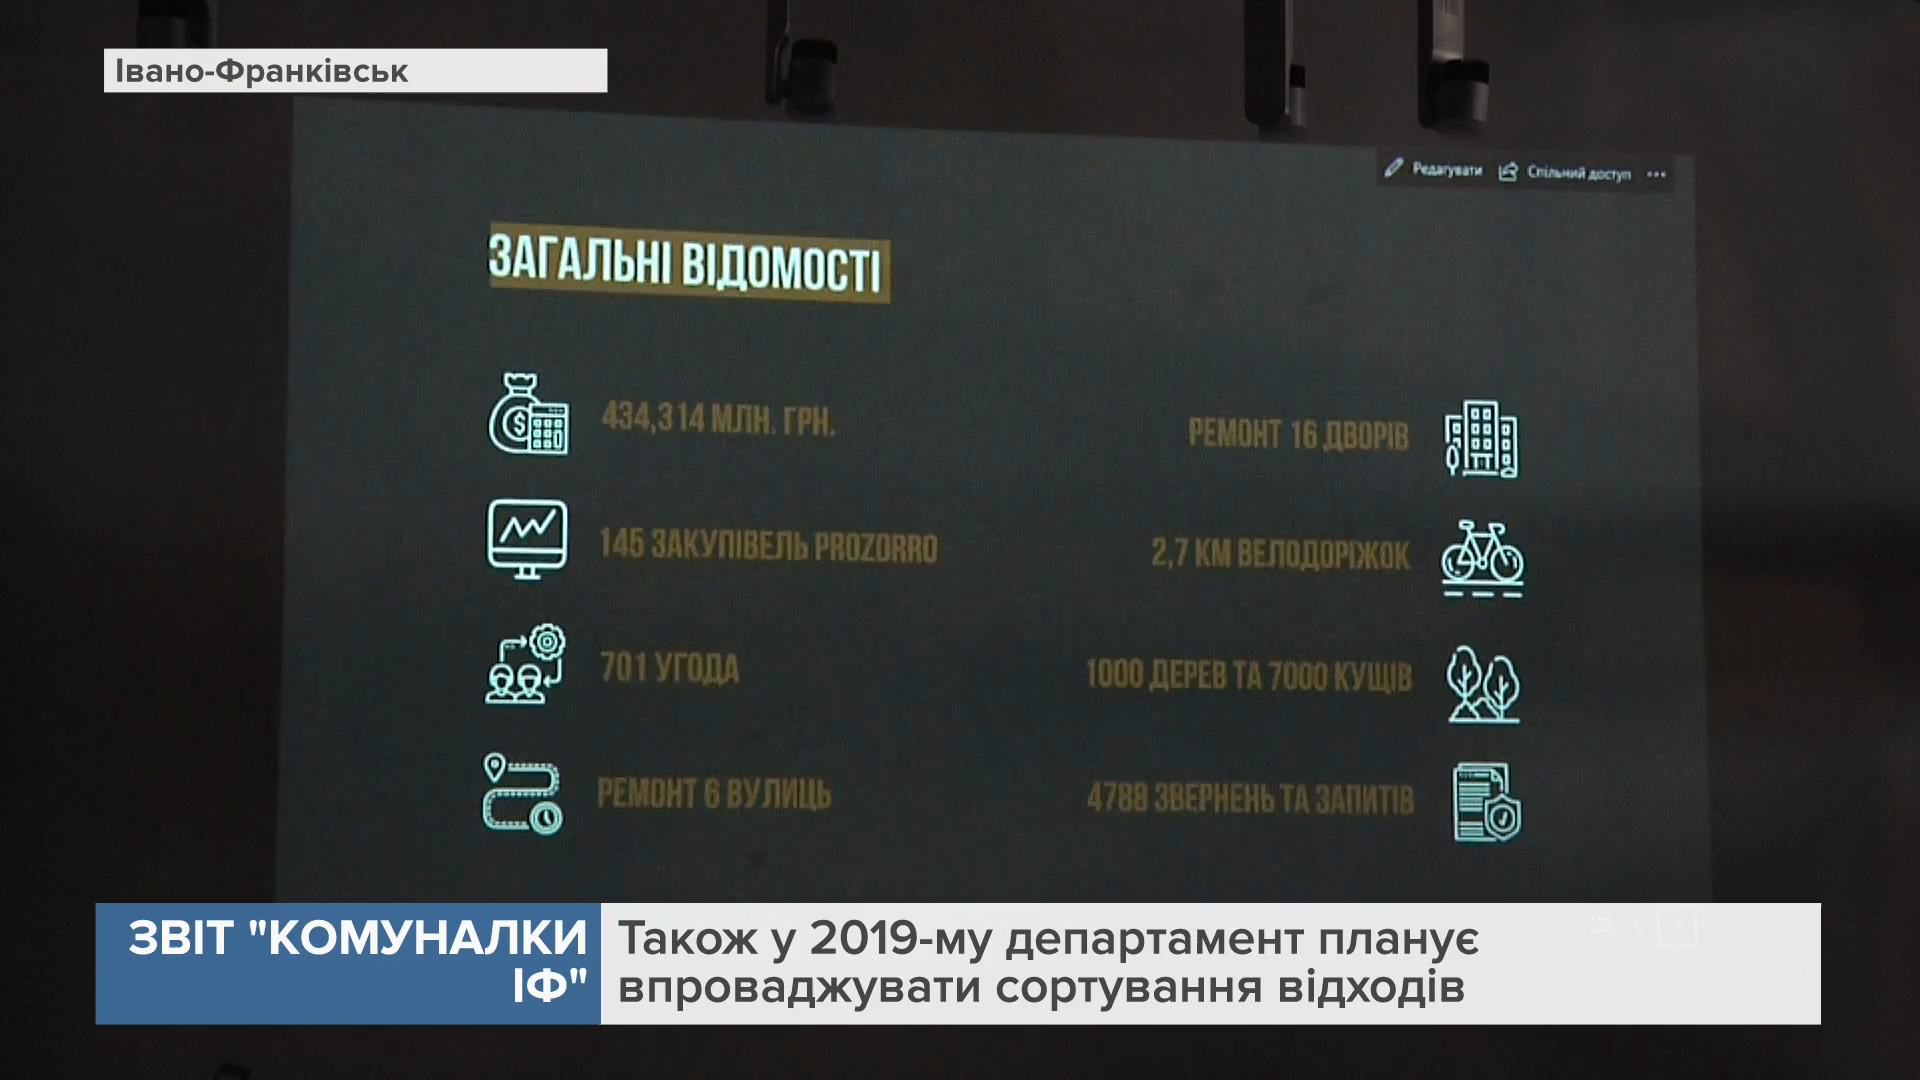 Івано-Франківськ
Редагувати Спільний доступ
ЗАГАЛЬНІ ВІДОМОСТІ
434,314 МЛН. ГРН.
145 ЗАКУПІВЕЛЬ PROZORRO
701 УГОДА
РЕМОНТ 6 ВУЛИЦЬ
РЕМОНТ 16 ДВОРІВ
2,7 КМ ВЕЛОДОРІЖОК
1000 ДЕРЕВ ТА 7000 КУЩІВ
4788 ЗВЕРНЕНЬ ТА ЗАПИТІВ
ЗВІТ "КОМУНАЛКИ
ІФ"
Також у 2019-му департамент планує
впроваджувати сортування відходів